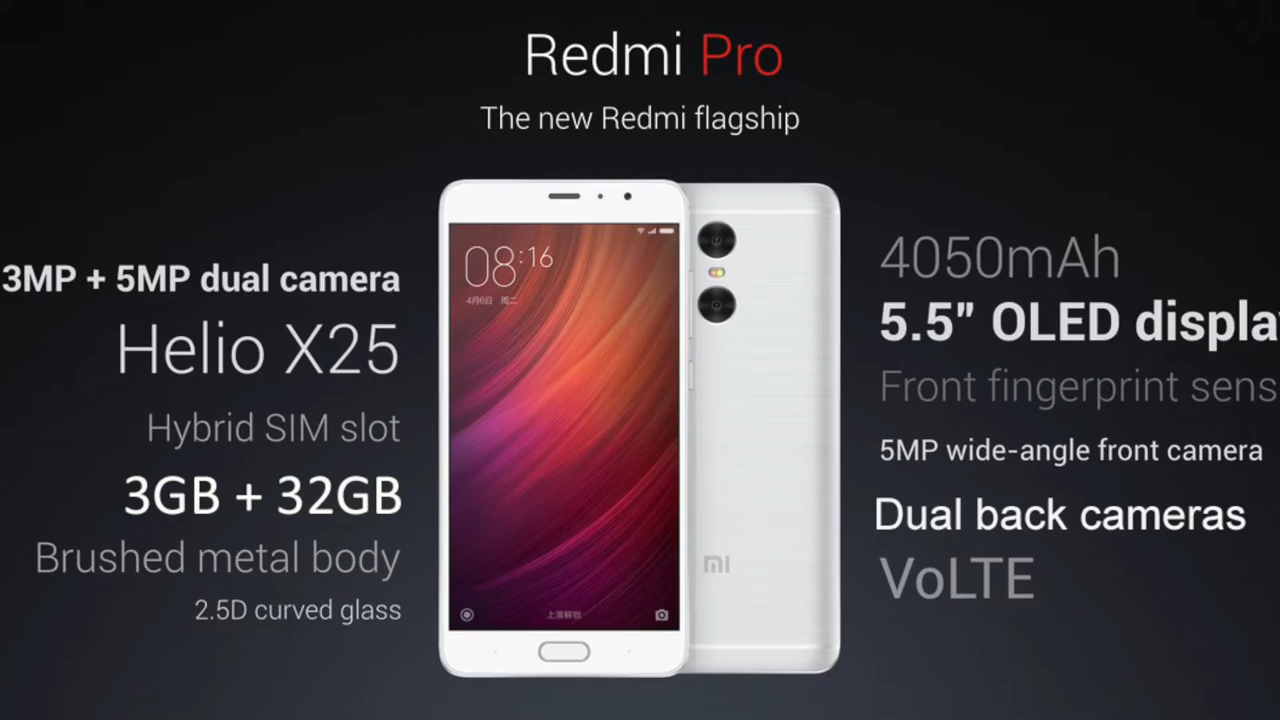 Redmi Pro
The new Redmi flagship
3MP + 5MP dual camera
Helio X25
Hybrid SIM slot
3GB + 32GB
Brushed metal body
2.5D curved glass
08:16
4月6日 周二
上滑解锁
mi
4050mAh
5.5" OLED displa
Front fingerprint sens
5MP wide-angle front camera
Dual back cameras
VoLTE